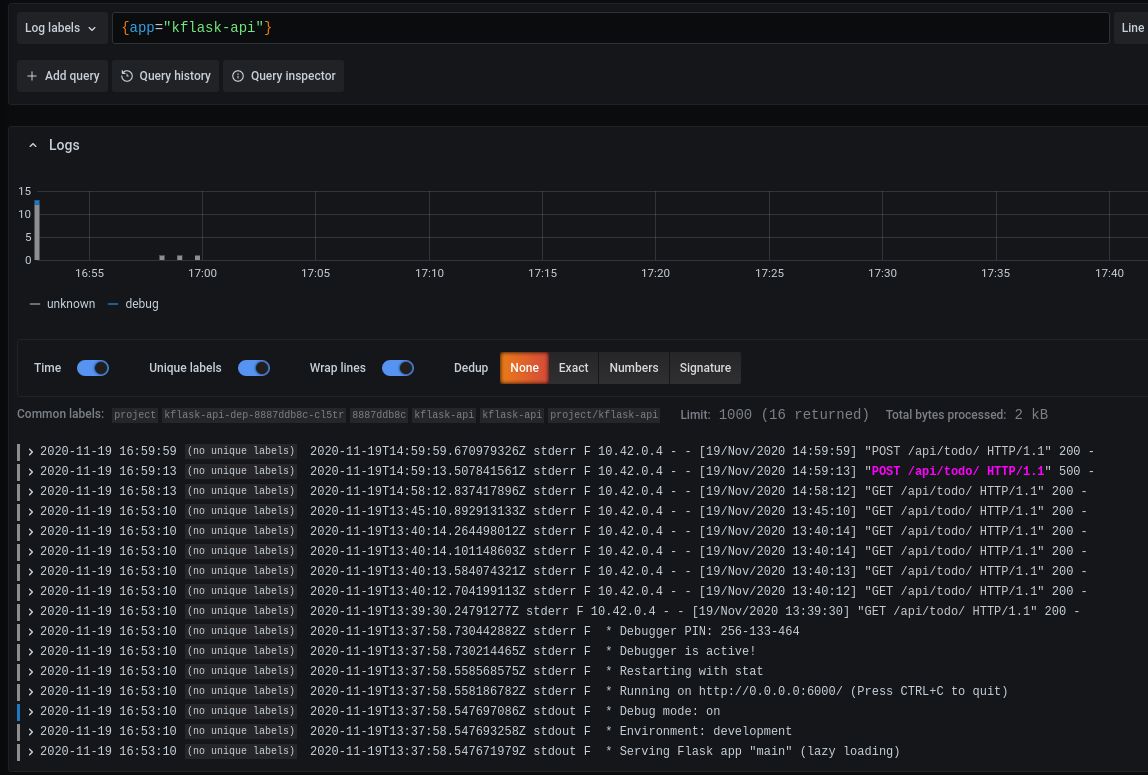 Log labels {app="kflask-api"} Line
+ Add query Query history Query inspector
Logs
15
10
5
0
16:55 17:00 17:05 17:10 17:15 17:20 17:25 17:30 17:35 17:40
unknown debug
Time Unique labels Wrap lines Dedup None Exact Numbers Signature
Common labels: project kflask-api-dep-8887ddb8c-cl5tr 8887ddb8c kflask-api kflask-api project/kflask-api Limit: 1000 (16 returned) Total bytes processed: 2 kB
> 2020-11-19 16:59:59 (no unique labels) 2020-11-19T14:59:59.670979326Z stderr F 10.42.0.4 - - [19/Nov/2020 14:59:59] "POST /api/todo/ HTTP/1.1" 200 -
> 2020-11-19 16:59:13 (no unique labels) 2020-11-19T14:59:13.507841561Z stderr F 10.42.0.4 - - [19/Nov/2020 14:59:13] "POST /api/todo/ HTTP/1.1" 500 -
> 2020-11-19 16:58:13 (no unique labels) 2020-11-19T14:58:12.837417896Z stderr F 10.42.0.4 - - [19/Nov/2020 14:58:12] "GET /api/todo/ HTTP/1.1" 200 -
> 2020-11-19 16:53:10 (no unique labels) 2020-11-19T13:45:10.892913133Z stderr F 10.42.0.4 - - [19/Nov/2020 13:45:10] "GET /api/todo/ HTTP/1.1" 200 -
> 2020-11-19 16:53:10 (no unique labels) 2020-11-19T13:40:14.264498012Z stderr F 10.42.0.4 - - [19/Nov/2020 13:40:14] "GET /api/todo/ HTTP/1.1" 200 -
> 2020-11-19 16:53:10 (no unique labels) 2020-11-19T13:40:14.101148603Z stderr F 10.42.0.4 - - [19/Nov/2020 13:40:14] "GET /api/todo/ HTTP/1.1" 200 -
> 2020-11-19 16:53:10 (no unique labels) 2020-11-19T13:40:13.584074321Z stderr F 10.42.0.4 - - [19/Nov/2020 13:40:13] "GET /api/todo/ HTTP/1.1" 200 -
> 2020-11-19 16:53:10 (no unique labels) 2020-11-19T13:40:12.704199113Z stderr F 10.42.0.4 - - [19/Nov/2020 13:40:12] "GET /api/todo/ HTTP/1.1" 200 -
> 2020-11-19 16:53:10 (no unique labels) 2020-11-19T13:39:30.24791277Z stderr F 10.42.0.4 - - [19/Nov/2020 13:39:30] "GET /api/todo/ HTTP/1.1" 200 -
> 2020-11-19 16:53:10 (no unique labels) 2020-11-19T13:37:58.730442882Z stderr F * Debugger PIN: 256-133-464
> 2020-11-19 16:53:10 (no unique labels) 2020-11-19T13:37:58.730214465Z stderr F * Debugger is active!
> 2020-11-19 16:53:10 (no unique labels) 2020-11-19T13:37:58.558568575Z stderr F * Restarting with stat
> 2020-11-19 16:53:10 (no unique labels) 2020-11-19T13:37:58.558186782Z stderr F * Running on http://0.0.0.0:6000/ (Press CTRL+C to quit)
> 2020-11-19 16:53:10 (no unique labels) 2020-11-19T13:37:58.547697086Z stdout F * Debug mode: on
> 2020-11-19 16:53:10 (no unique labels) 2020-11-19T13:37:58.547693258Z stdout F * Environment: development
> 2020-11-19 16:53:10 (no unique labels) 2020-11-19T13:37:58.547671979Z stdout F * Serving Flask app "main" (lazy loading)